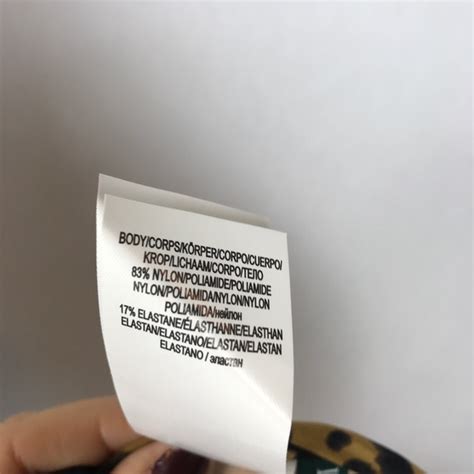 BODY/CORPS/KÖRPER/CORPO/CUERPO/
KROP/LICHAAM/CORPO/ТЕЛО
83% NYLON/POLIAMIDE/POLIAMIDE
NYLON/POLIAMIDA/NYLON/NYLON
POLIAMIDA/нейлон
17% ELASTANE/ÉLASTHANNE/ELASTHAN
ELASTAN/ELASTANO/ELASTAN/ELASTAN
ELASTANO / эластан